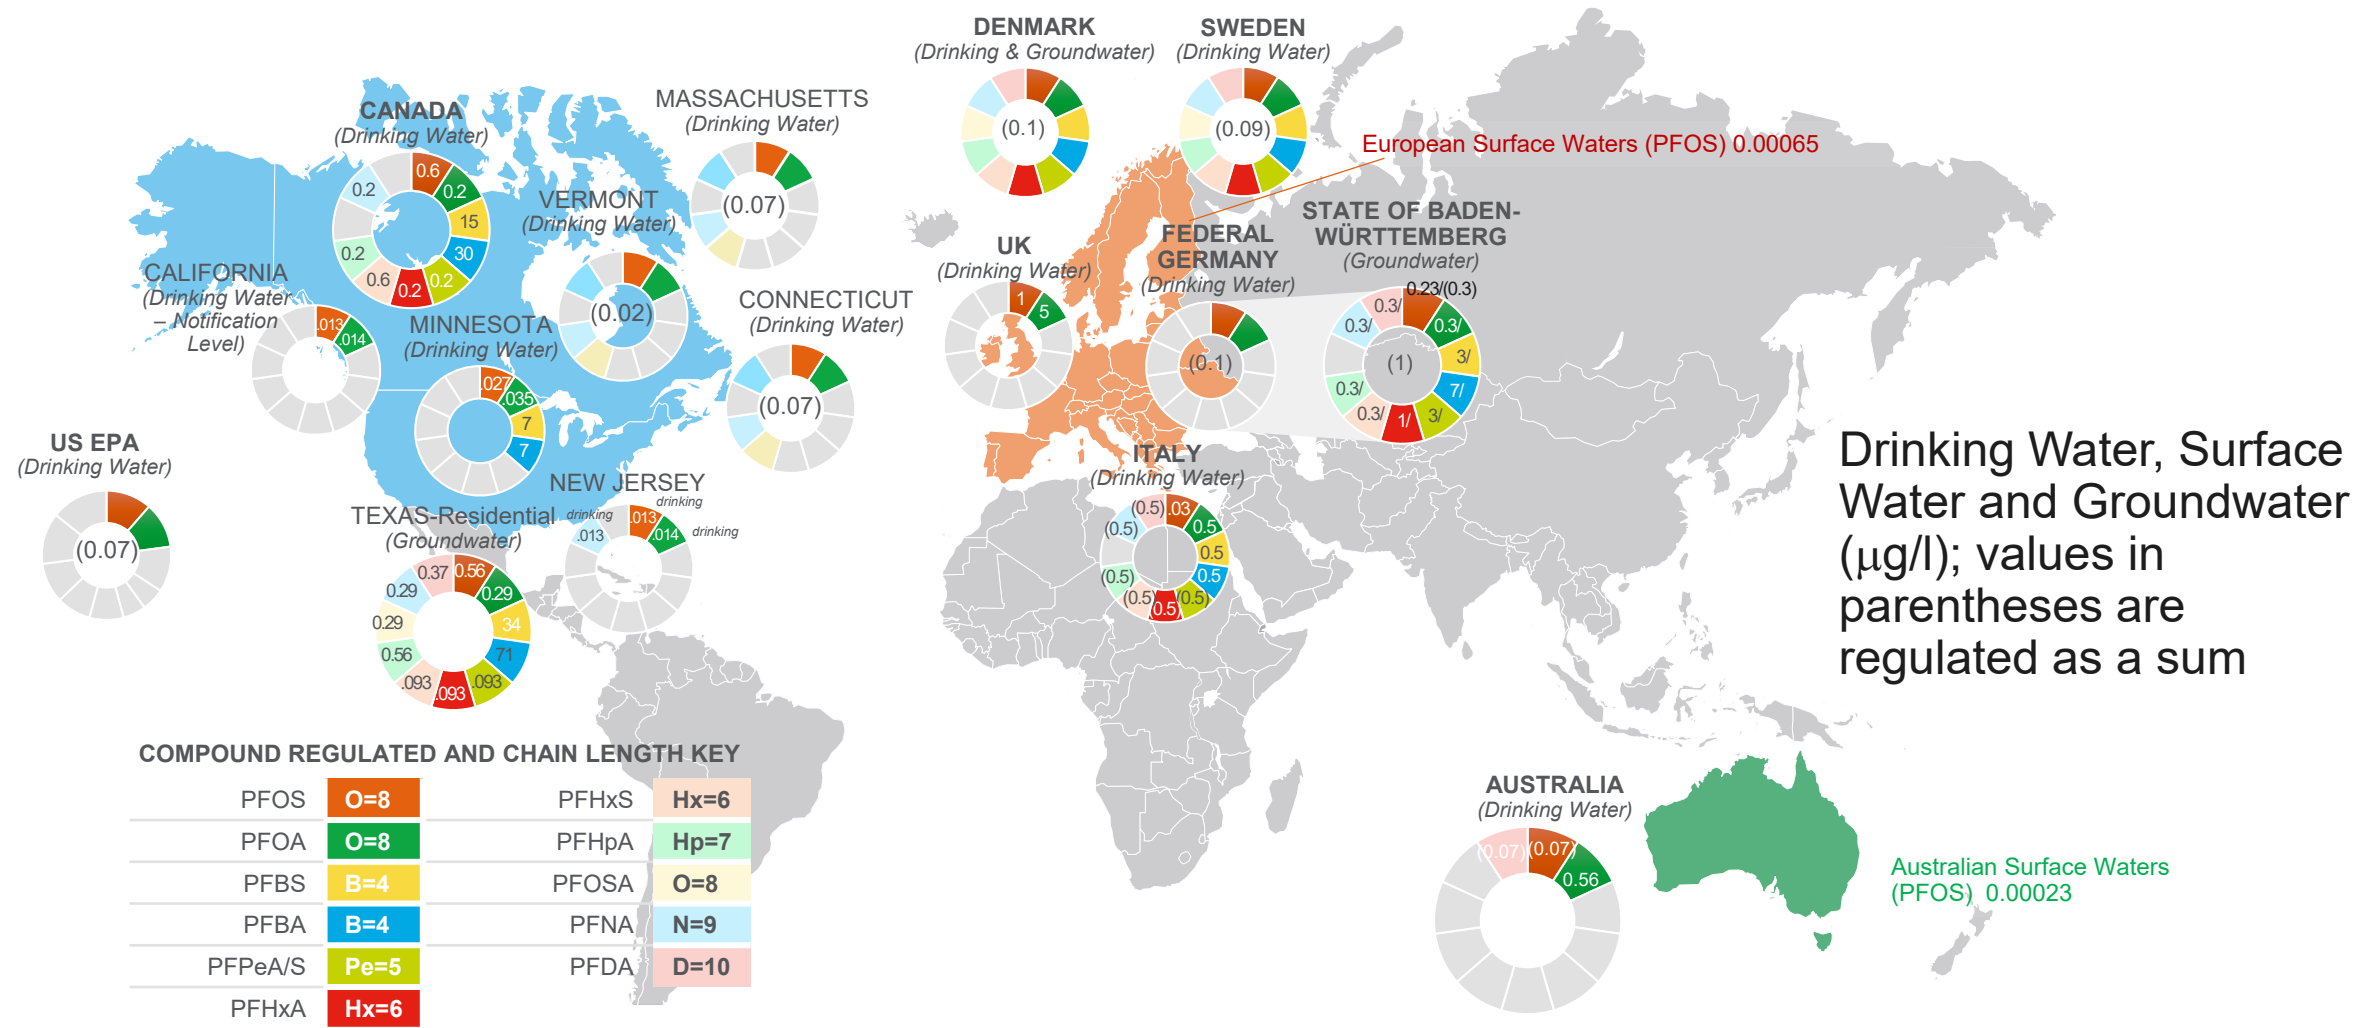 DENMARK
(Drinking & Groundwater)
(0.1)
SWEDEN
(Drinking Water)
(0.09)
European Surface Waters (PFOS) 0.00065
CANADA
(Drinking Water)
0.6
0.2
15
30
0.2
0.2
0.6
0.2
0.2
MASSACHUSETTS
(Drinking Water)
(0.07)
VERMONT
(Drinking Water)
(0.02)
CALIFORNIA
(Drinking Water
– Notification
Level)
.013
.014
MINNESOTA
(Drinking Water)
.027
.035
7
7
CONNECTICUT
(Drinking Water)
(0.07)
US EPA
(Drinking Water)
(0.07)
NEW JERSEY
drinking
drinking
drinking
.013
.013
.014
TEXAS-Residential
(Groundwater)
0.56
0.29
34
71
.093
.093
.093
0.56
0.29
0.29
0.37
UK
(Drinking Water)
1
5
FEDERAL
GERMANY
(Drinking Water)
(0.1)
STATE OF BADEN-
WÜRTTEMBERG
(Groundwater)
0.23/(0.3)
0.3/
3/
7/
3/
1/
0.3/
0.3/
0.3/
0.3/
(1)
ITALY
(Drinking Water)
.03
0.5
0.5
0.5
(0.5)
0.5
(0.5)
(0.5)
(0.5)
(0.5)
Drinking Water, Surface
Water and Groundwater
(µg/l); values in
parentheses are
regulated as a sum
AUSTRALIA
(Drinking Water)
(0.07)
(0.07)
0.56
Australian Surface Waters
(PFOS) 0.00023
COMPOUND REGULATED AND CHAIN LENGTH KEY
PFOS O=8 PFHxS Hx=6
PFOA O=8 PFHpA Hp=7
PFBS B=4 PFOSA O=8
PFBA B=4 PFNA N=9
PFPeA/S Pe=5 PFDA D=10
PFHxA Hx=6